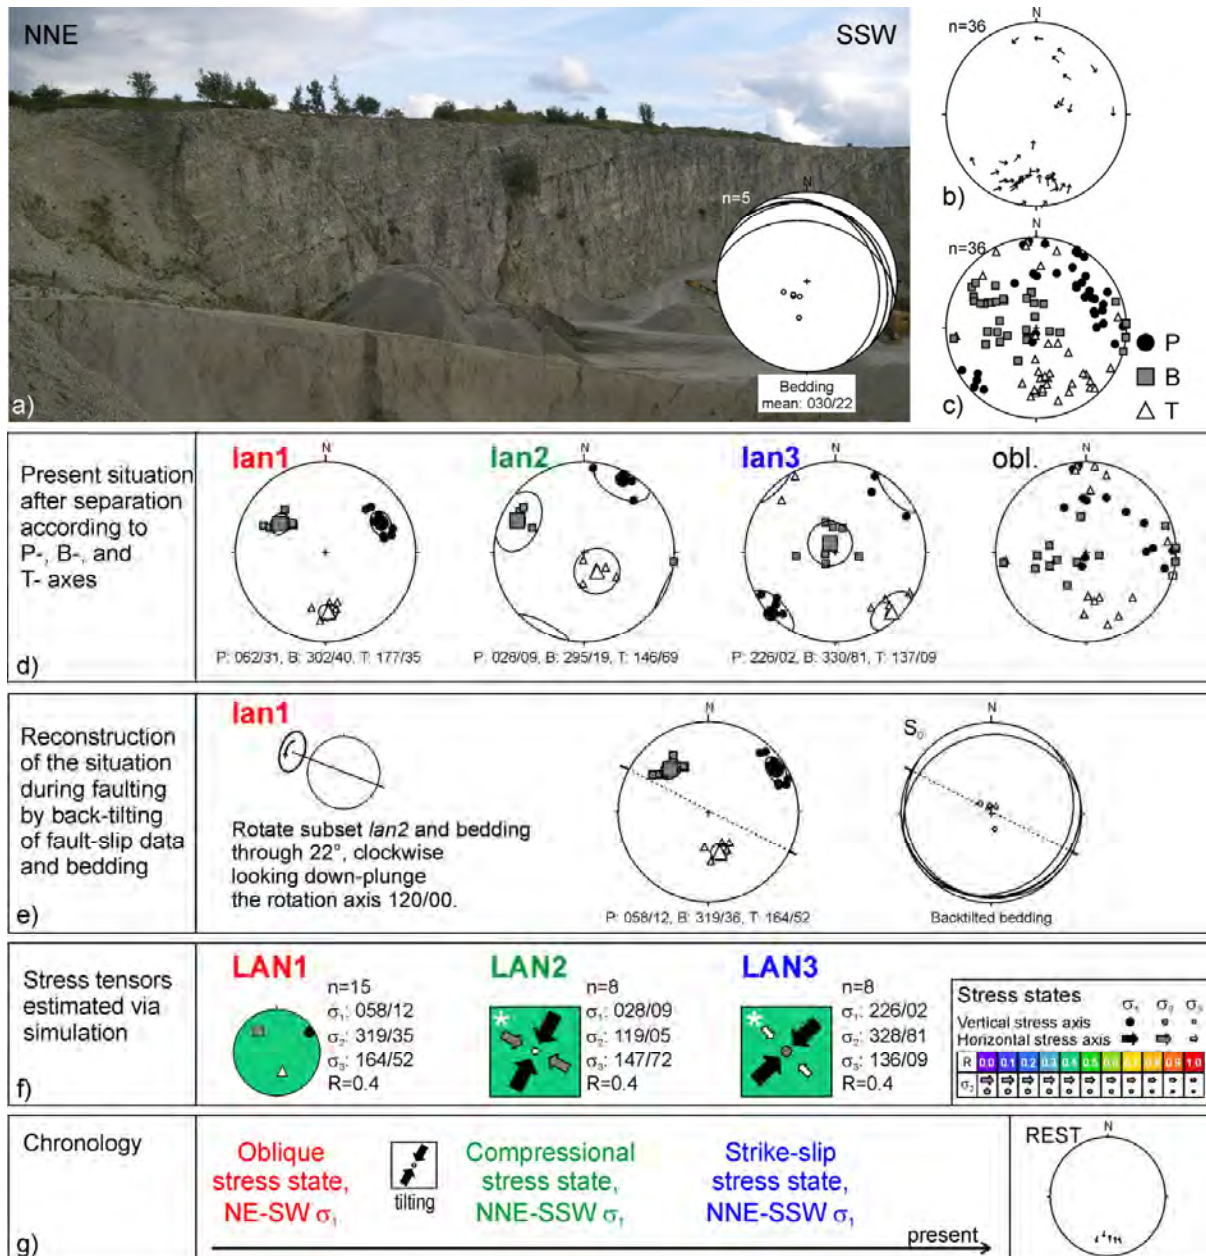 NNE
SSW
n=5
N
Bedding
mean: 030/22
a)
n=36
N
b)
n=36
c)
P
B
T
Present situation
after separation
according to
P-, B-, and
T- axes
d)
lan1
N
P: 062/31, B: 302/40, T: 177/35
lan2
N
P: 028/09, B: 295/19, T: 146/69
lan3
N
P: 226/02, B: 330/81, T: 137/09
obl.
N
Reconstruction
of the situation
during faulting
by back-tilting
of fault-slip data
and bedding
e)
lan1
Rotate subset lan2 and bedding
through 22°, clockwise
looking down-plunge
the rotation axis 120/00.
N
P: 058/12, B: 319/36, T: 164/52
N
S₀
Backtilted bedding
Stress tensors
estimated via
simulation
f)
LAN1
n=15
σ₁: 058/12
σ₂: 319/35
σ₃: 164/52
R=0.4
LAN2
*
n=8
σ₁: 028/09
σ₂: 119/05
σ₃: 147/72
R=0.4
LAN3
*
n=8
σ₁: 226/02
σ₂: 328/81
σ₃: 136/09
R=0.4
Stress states σ₁ σ₂ σ₃
Vertical stress axis
Horizontal stress axis
R 0.0 0.1 0.2 0.3 0.4 0.5 0.6 0.7 0.8 0.9 1.0
σ₂
Chronology
g)
Oblique
stress state,
NE-SW σ₁
tilting
Compressional
stress state,
NNE-SSW σ₁
Strike-slip
stress state,
NNE-SSW σ₁
present
REST
N